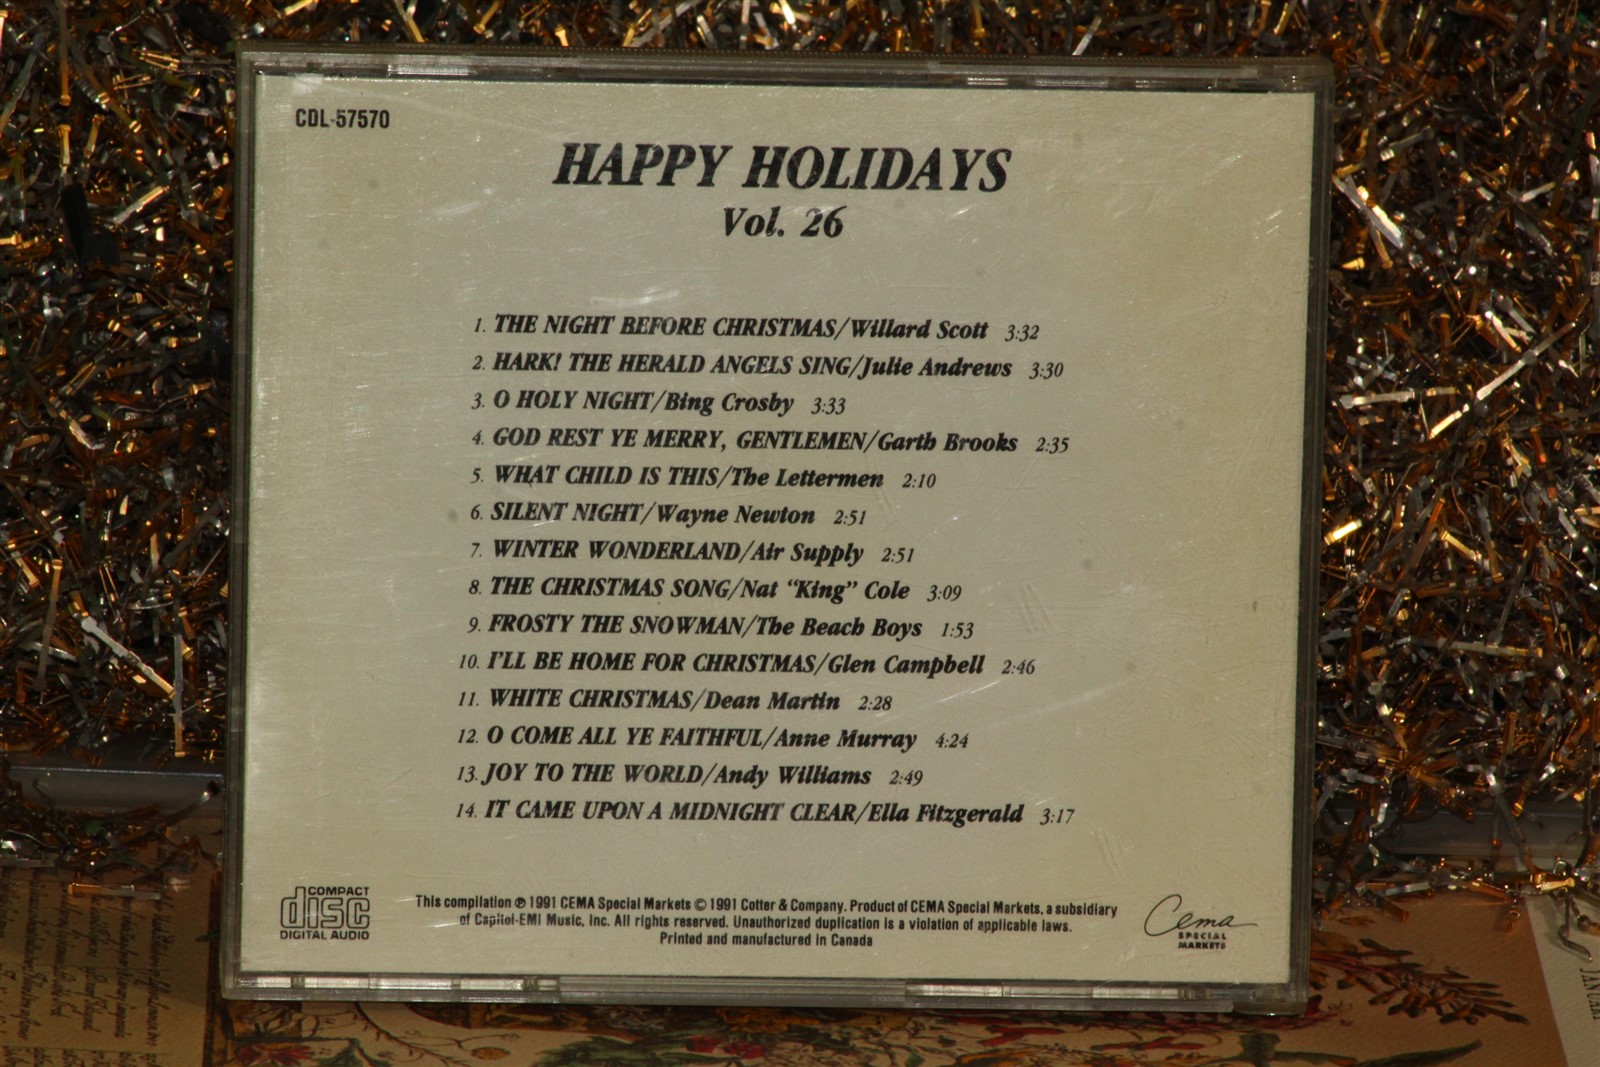 CDL-57570
HAPPY HOLIDAYS
Vol. 26
1. THE NIGHT BEFORE CHRISTMAS/Willard Scott 3:32
2. HARK! THE HERALD ANGELS SING/Julie Andrews 3:30
3. O HOLY NIGHT/Bing Crosby 3:33
4. GOD REST YE MERRY, GENTLEMEN/Garth Brooks 2:35
5. WHAT CHILD IS THIS/The Lettermen 2:10
6. SILENT NIGHT/Wayne Newton 2:51
7. WINTER WONDERLAND/Air Supply 2:51
8. THE CHRISTMAS SONG/Nat “King” Cole 3:09
9. FROSTY THE SNOWMAN/The Beach Boys 1:53
10. I'LL BE HOME FOR CHRISTMAS/Glen Campbell 2:46
11. WHITE CHRISTMAS/Dean Martin 2:28
12. O COME ALL YE FAITHFUL/Anne Murray 4:24
13. JOY TO THE WORLD/Andy Williams 2:49
14. IT CAME UPON A MIDNIGHT CLEAR/Ella Fitzgerald 3:17
COMPACT
disc
DIGITAL AUDIO
This compilation ℗ 1991 CEMA Special Markets © 1991 Cotter & Company. Product of CEMA Special Markets, a subsidiary
of Capitol-EMI Music, Inc. All rights reserved. Unauthorized duplication is a violation of applicable laws.
Printed and manufactured in Canada
Cema
SPECIAL
MARKETS
JANUARY